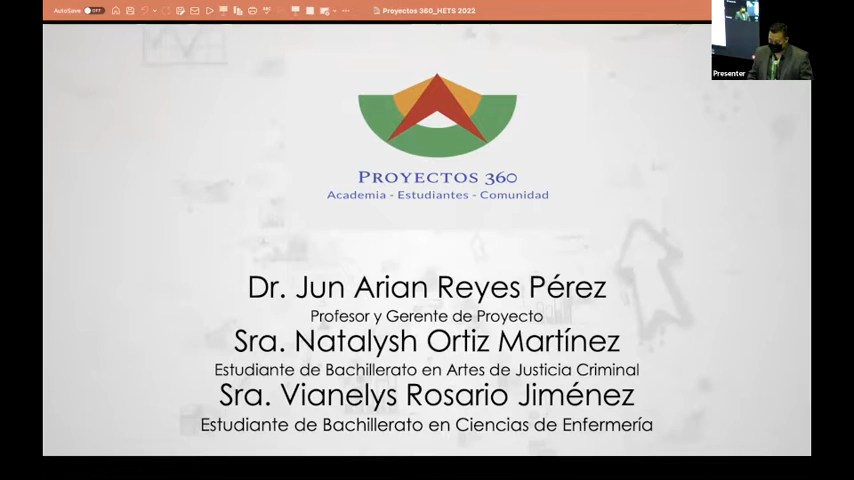 AutoSave OFF
Proyectos 360_HETS 2022
Presenter
PROYECTOS 360
Academia - Estudiantes - Comunidad
Dr. Jun Arian Reyes Pérez
Profesor y Gerente de Proyecto
Sra. Natalysh Ortiz Martínez
Estudiante de Bachillerato en Artes de Justicia Criminal
Sra. Vianelys Rosario Jiménez
Estudiante de Bachillerato en Ciencias de Enfermería